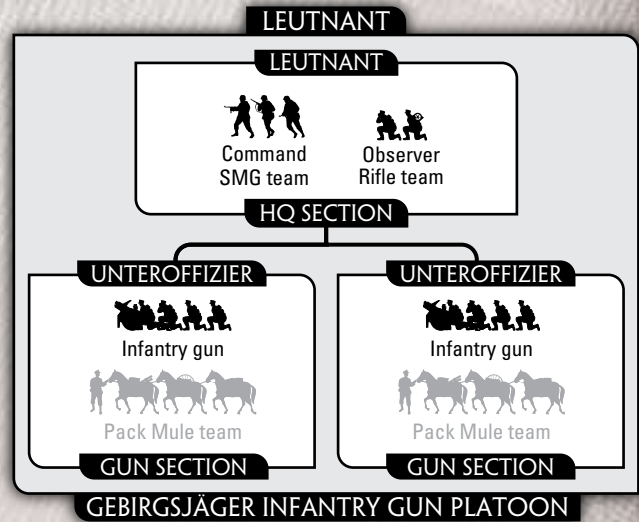 LEUTNANT
LEUTNANT
Command
SMG team
Observer
Rifle team
HQ SECTION
UNTEROFFIZIER
Infantry gun
Pack Mule team
GUN SECTION
UNTEROFFIZIER
Infantry gun
Pack Mule team
GUN SECTION
GEBIRGSJÄGER INFANTRY GUN PLATOON